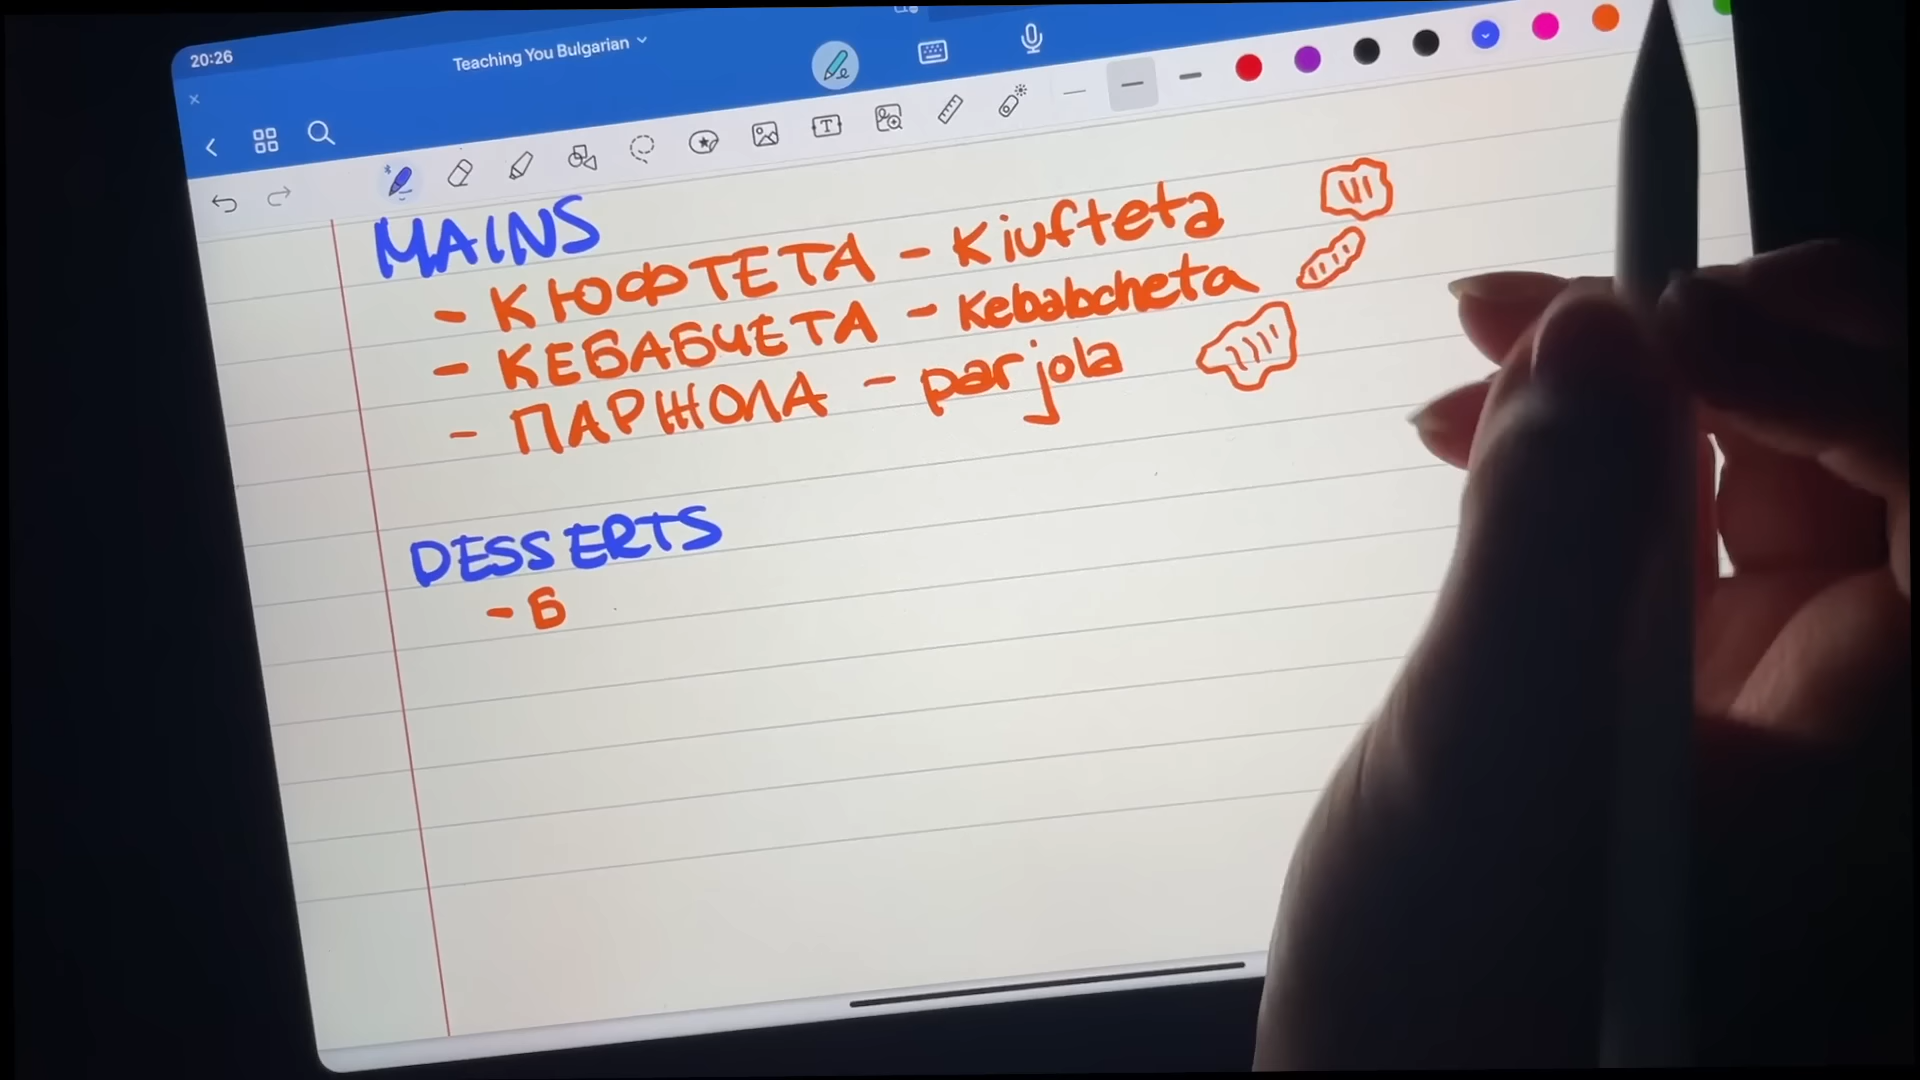 20:26
Teaching You Bulgarian
MAINS
- КЮФТЕТА - Kiufteta
- КЕБАБЧЕТА - Kebabcheta
- ПАРЖОЛА - parjola
DESSERTS
- Б